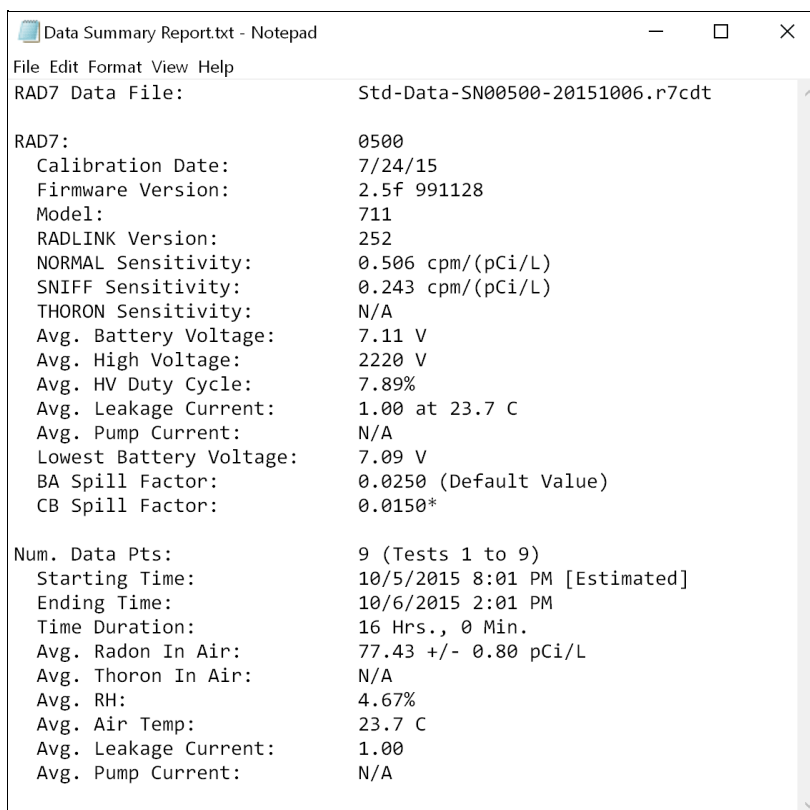 Data Summary Report.txt - Notepad
File Edit Format View Help
RAD7 Data File: Std-Data-SN00500-20151006.r7cdt
RAD7: 0500
Calibration Date: 7/24/15
Firmware Version: 2.5f 991128
Model: 711
RADLINK Version: 252
NORMAL Sensitivity: 0.506 cpm/(pCi/L)
SNIFF Sensitivity: 0.243 cpm/(pCi/L)
THORON Sensitivity: N/A
Avg. Battery Voltage: 7.11 V
Avg. High Voltage: 2220 V
Avg. HV Duty Cycle: 7.89%
Avg. Leakage Current: 1.00 at 23.7 C
Avg. Pump Current: N/A
Lowest Battery Voltage: 7.09 V
BA Spill Factor: 0.0250 (Default Value)
CB Spill Factor: 0.0150*
Num. Data Pts: 9 (Tests 1 to 9)
Starting Time: 10/5/2015 8:01 PM [Estimated]
Ending Time: 10/6/2015 2:01 PM
Time Duration: 16 Hrs., 0 Min.
Avg. Radon In Air: 77.43 +/- 0.80 pCi/L
Avg. Thoron In Air: N/A
Avg. RH: 4.67%
Avg. Air Temp: 23.7 C
Avg. Leakage Current: 1.00
Avg. Pump Current: N/A